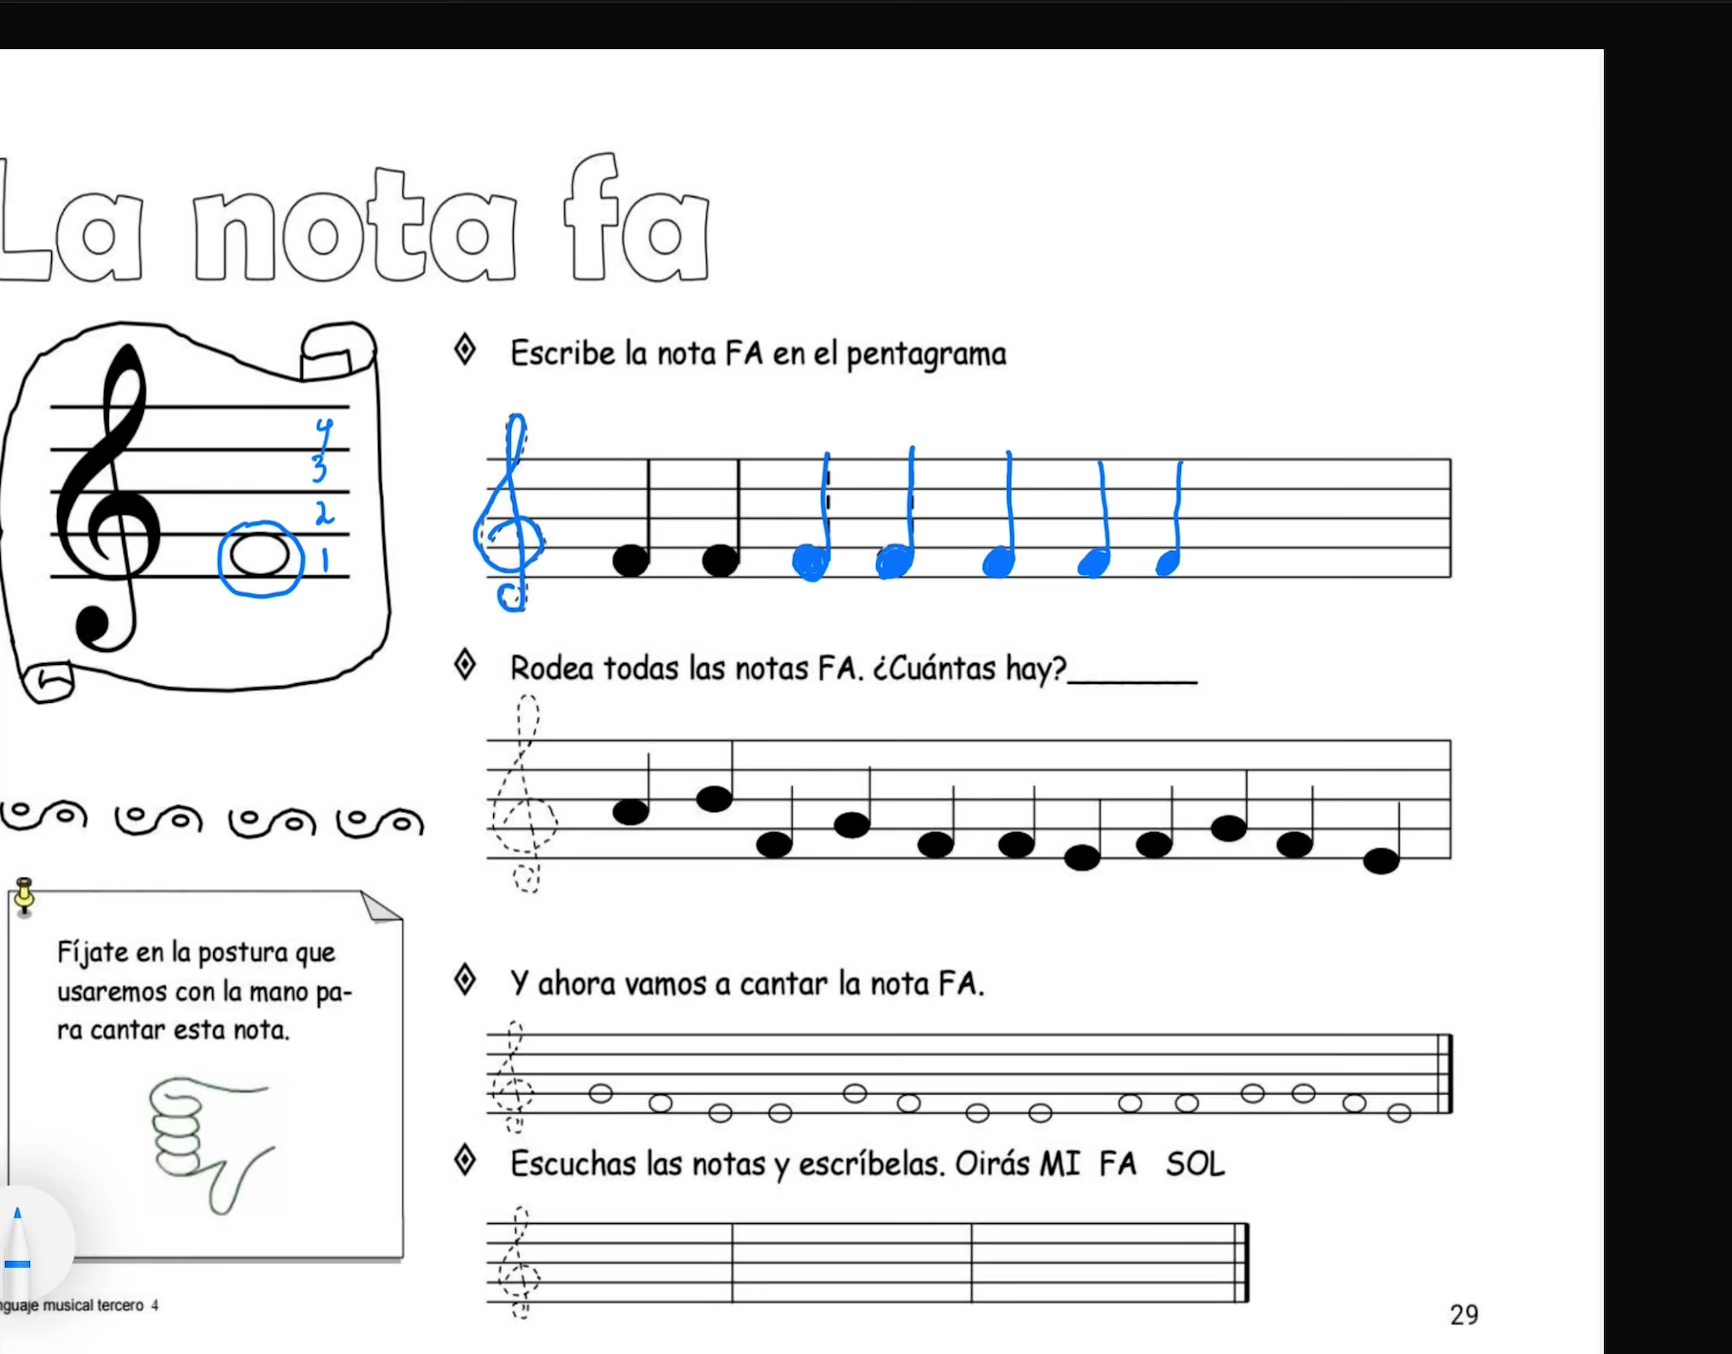 La nota fa
4
3
2
1
Escribe la nota FA en el pentagrama
Rodea todas las notas FA. ¿Cuántas hay?_______
Fíjate en la postura que
usaremos con la mano pa-
ra cantar esta nota.
Y ahora vamos a cantar la nota FA.
Escuchas las notas y escríbelas. Oirás MI FA SOL
nguaje musical tercero 4
29